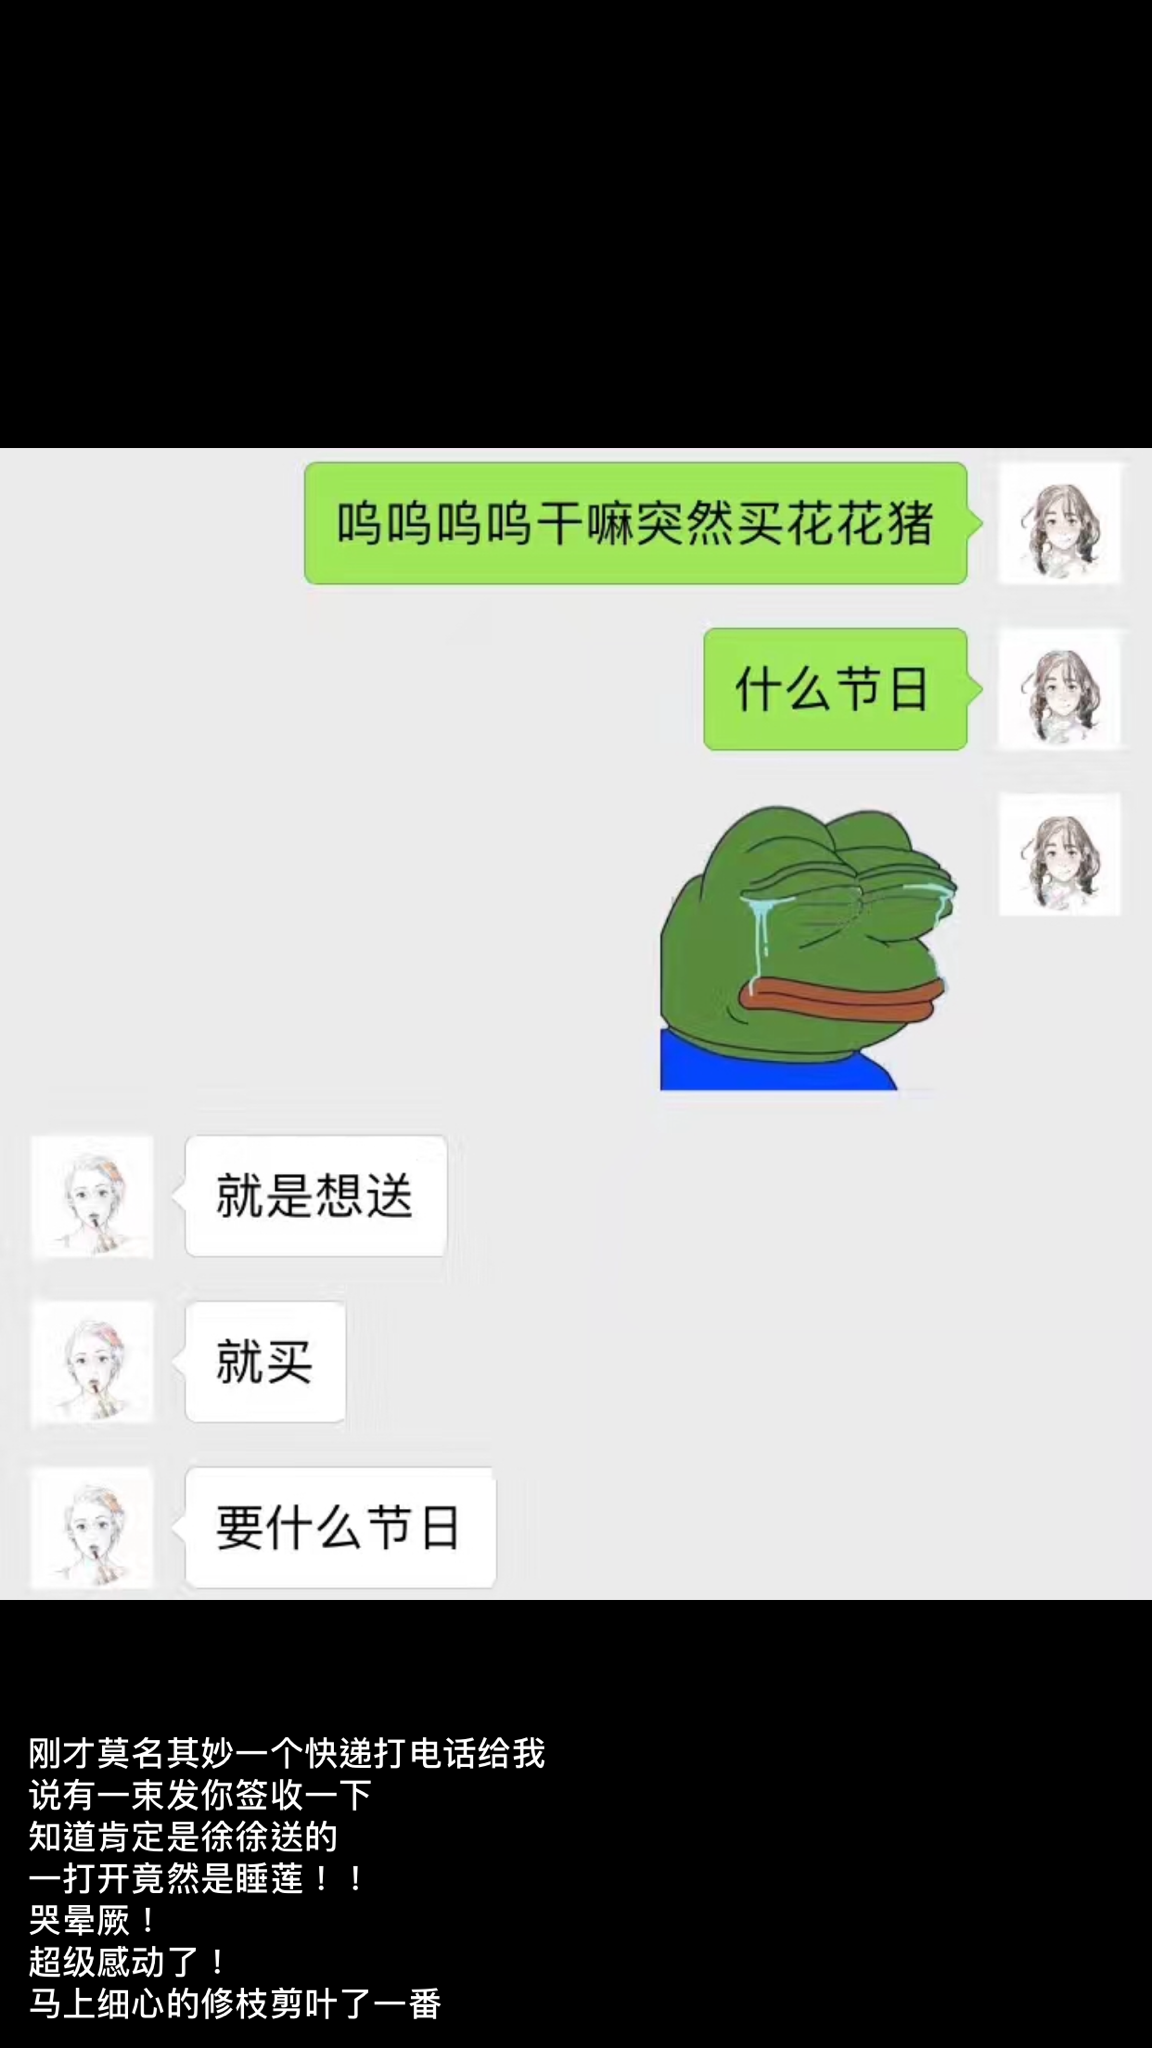 呜呜呜呜干嘛突然买花花猪
什么节日
就是想送
就买
要什么节日
刚才莫名其妙一个快递打电话给我
说有一束发你签收一下
知道肯定是徐徐送的
一打开竟然是睡莲！！
哭晕厥！
超级感动了！
马上细心的修枝剪叶了一番